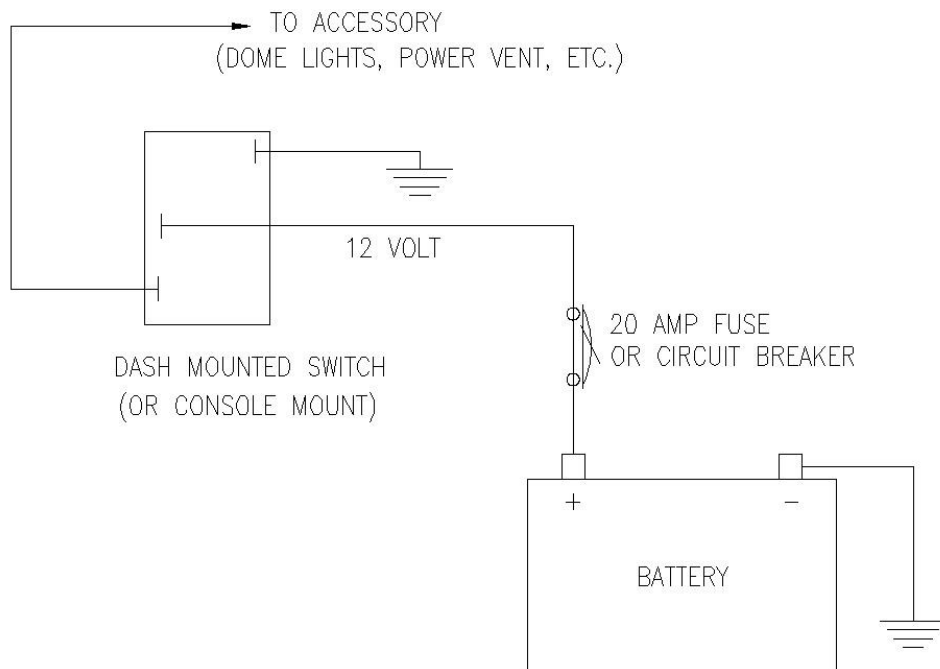 TO ACCESSORY
(DOME LIGHTS, POWER VENT, ETC.)
12 VOLT
20 AMP FUSE
OR CIRCUIT BREAKER
DASH MOUNTED SWITCH
(OR CONSOLE MOUNT)
+ −
BATTERY